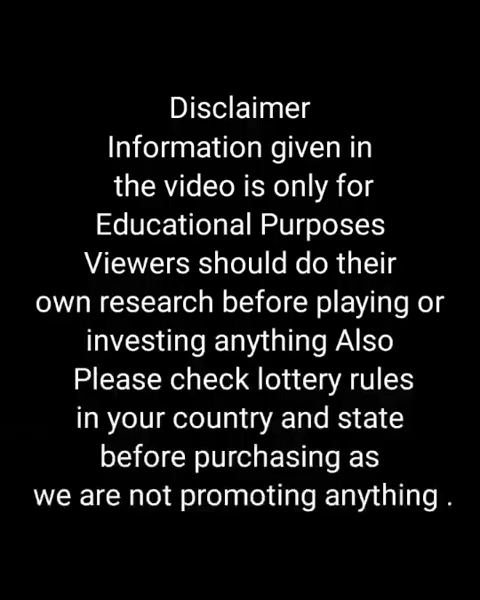 Disclaimer
Information given in
the video is only for
Educational Purposes
Viewers should do their
own research before playing or
investing anything Also
Please check lottery rules
in your country and state
before purchasing as
we are not promoting anything .